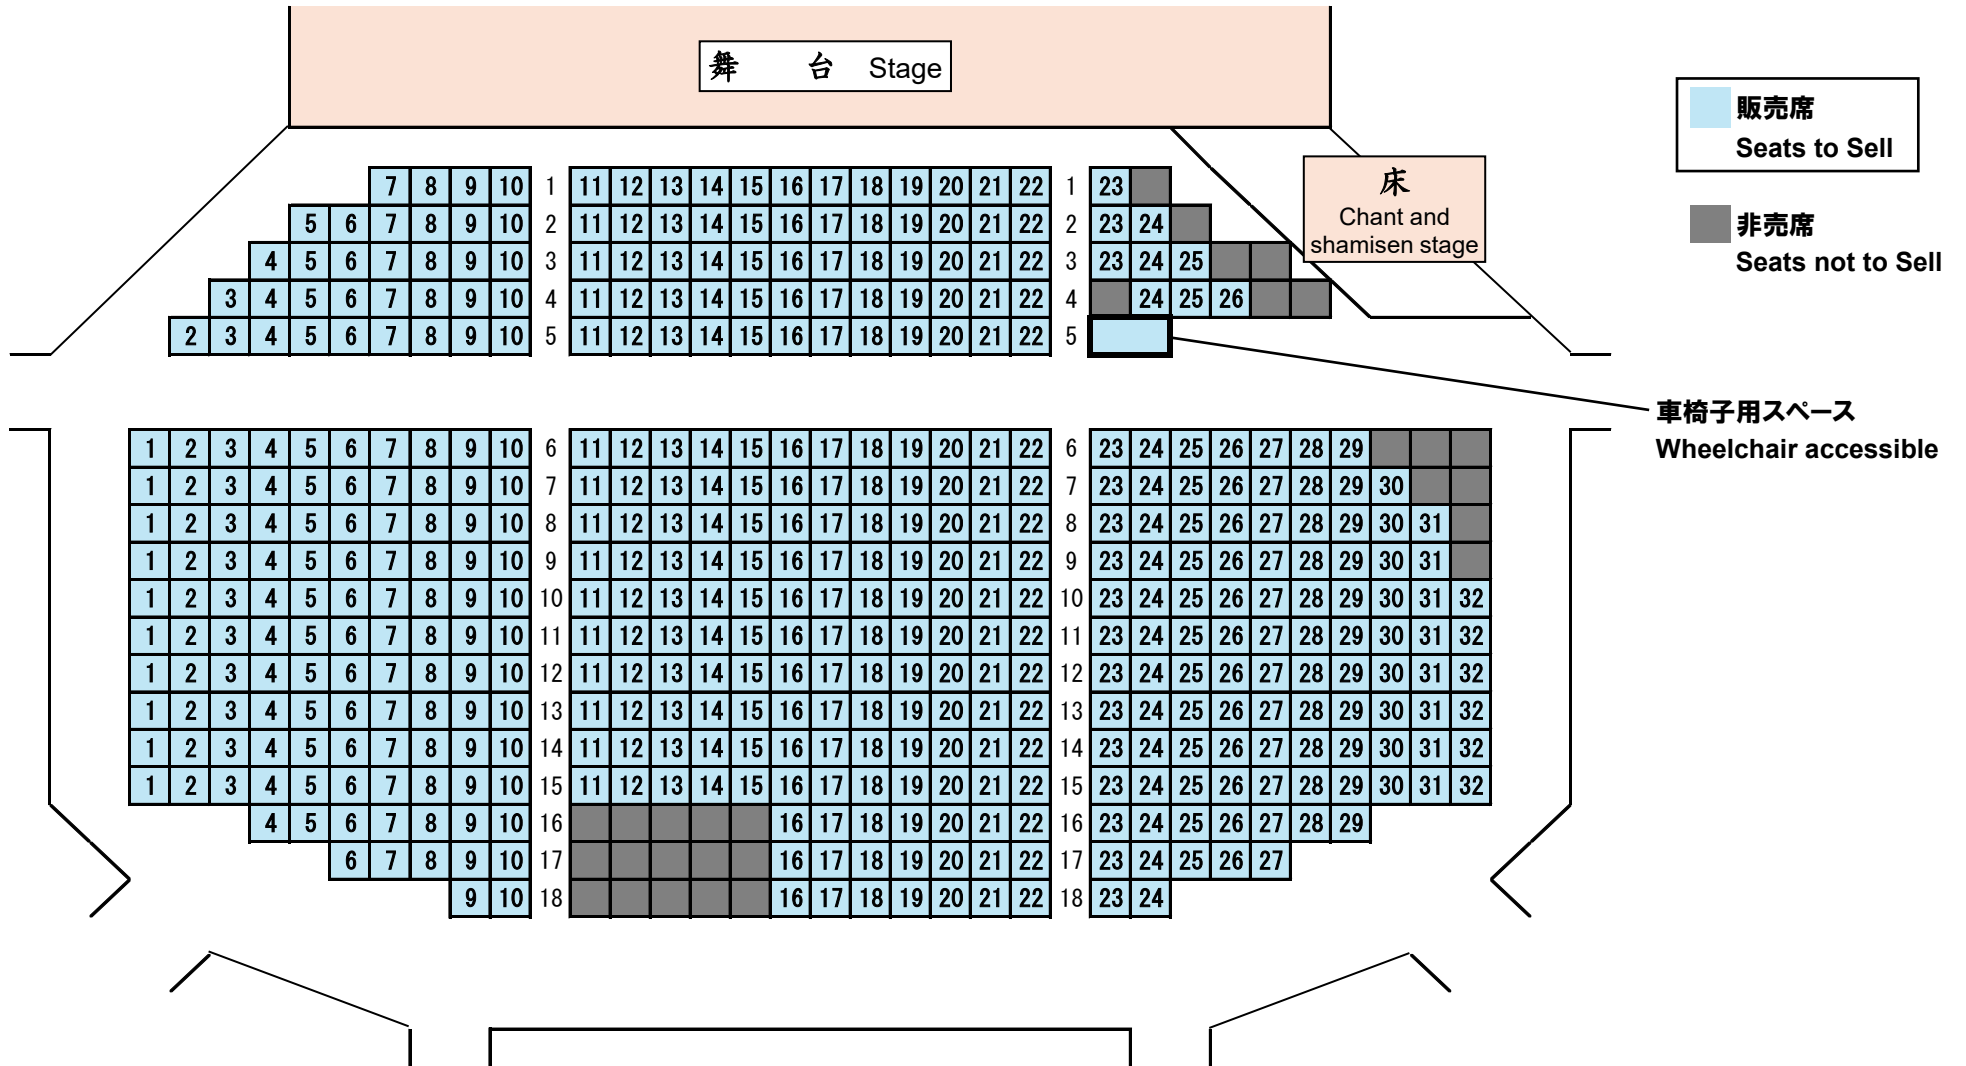 舞 台 Stage
販売席
Seats to Sell
非売席
Seats not to Sell
床
Chant and
shamisen stage
7 8 9 10 1 11 12 13 14 15 16 17 18 19 20 21 22 1 23
5 6 7 8 9 10 2 11 12 13 14 15 16 17 18 19 20 21 22 2 23 24
4 5 6 7 8 9 10 3 11 12 13 14 15 16 17 18 19 20 21 22 3 23 24 25
3 4 5 6 7 8 9 10 4 11 12 13 14 15 16 17 18 19 20 21 22 4 24 25 26
2 3 4 5 6 7 8 9 10 5 11 12 13 14 15 16 17 18 19 20 21 22 5
車椅子用スペース
Wheelchair accessible
1 2 3 4 5 6 7 8 9 10 6 11 12 13 14 15 16 17 18 19 20 21 22 6 23 24 25 26 27 28 29
1 2 3 4 5 6 7 8 9 10 7 11 12 13 14 15 16 17 18 19 20 21 22 7 23 24 25 26 27 28 29 30
1 2 3 4 5 6 7 8 9 10 8 11 12 13 14 15 16 17 18 19 20 21 22 8 23 24 25 26 27 28 29 30 31
1 2 3 4 5 6 7 8 9 10 9 11 12 13 14 15 16 17 18 19 20 21 22 9 23 24 25 26 27 28 29 30 31
1 2 3 4 5 6 7 8 9 10 10 11 12 13 14 15 16 17 18 19 20 21 22 10 23 24 25 26 27 28 29 30 31 32
1 2 3 4 5 6 7 8 9 10 11 11 12 13 14 15 16 17 18 19 20 21 22 11 23 24 25 26 27 28 29 30 31 32
1 2 3 4 5 6 7 8 9 10 12 11 12 13 14 15 16 17 18 19 20 21 22 12 23 24 25 26 27 28 29 30 31 32
1 2 3 4 5 6 7 8 9 10 13 11 12 13 14 15 16 17 18 19 20 21 22 13 23 24 25 26 27 28 29 30 31 32
1 2 3 4 5 6 7 8 9 10 14 11 12 13 14 15 16 17 18 19 20 21 22 14 23 24 25 26 27 28 29 30 31 32
1 2 3 4 5 6 7 8 9 10 15 11 12 13 14 15 16 17 18 19 20 21 22 15 23 24 25 26 27 28 29 30 31 32
4 5 6 7 8 9 10 16 16 17 18 19 20 21 22 16 23 24 25 26 27 28 29
6 7 8 9 10 17 16 17 18 19 20 21 22 17 23 24 25 26 27
9 10 18 16 17 18 19 20 21 22 18 23 24